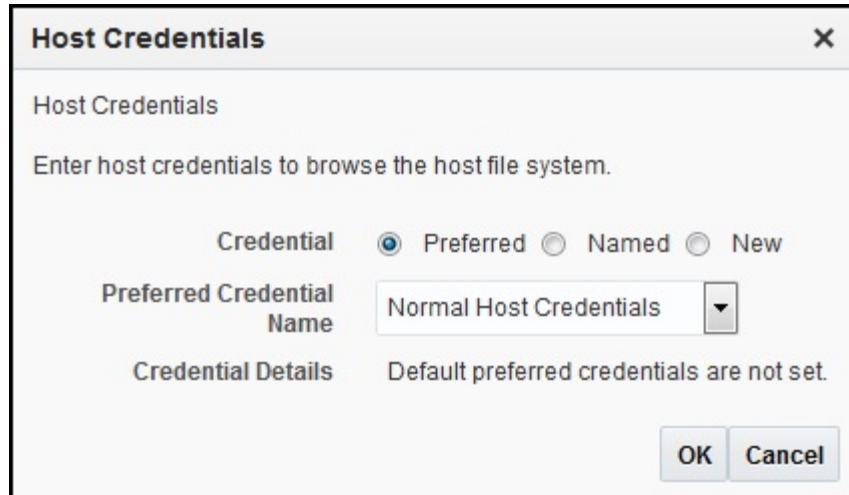 Host Credentials
Host Credentials
Enter host credentials to browse the host file system.
Credential Preferred Named New
Preferred Credential
Name
Normal Host Credentials
Credential Details Default preferred credentials are not set.
OK Cancel